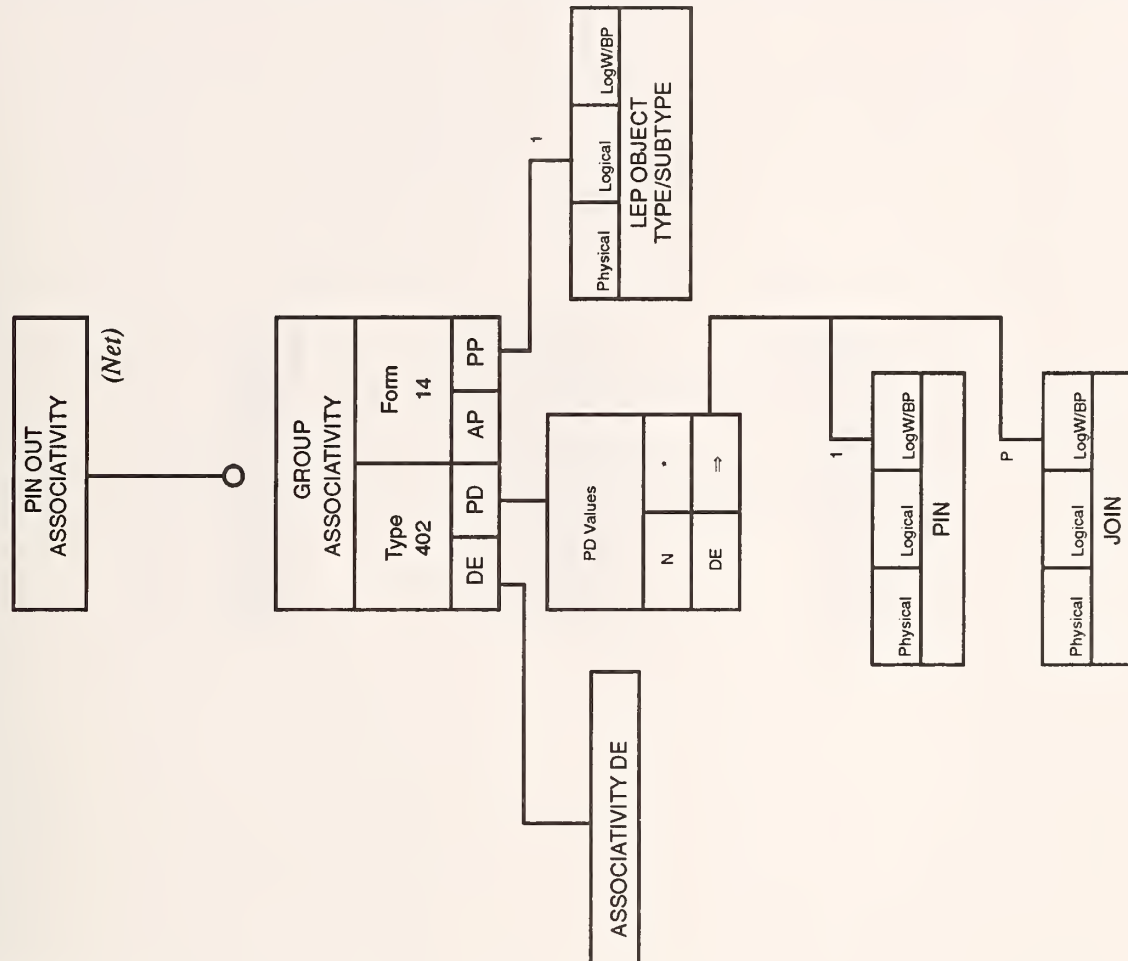 PIN OUT
ASSOCIATIVITY
(Net)
GROUP
ASSOCIATIVITY
Type
402
Form
14
DE
PD
AP
PP
1
Physical
Logical
LogW/BP
LEP OBJECT
TYPE/SUBTYPE
PD Values
N
*
DE
⇒
ASSOCIATIVITY DE
1
Physical
Logical
LogW/BP
PIN
P
Physical
Logical
LogW/BP
JOIN